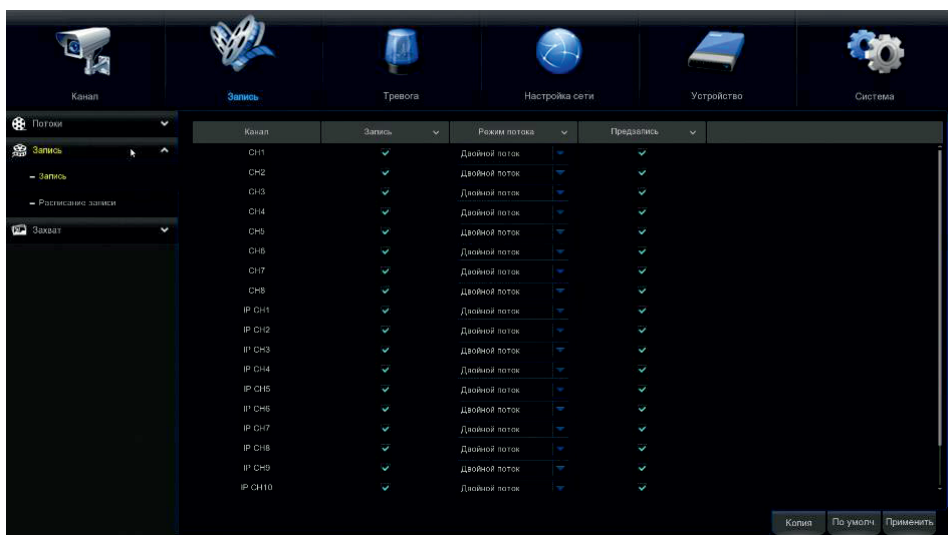 Канал Запись Тревога Настройка сети Устройство Система
Потоки
Запись
– Запись
– Расписание записи
Захват
Канал Запись Режим потока Предзапись
CH1 Двойной поток
CH2 Двойной поток
CH3 Двойной поток
CH4 Двойной поток
CH5 Двойной поток
CH6 Двойной поток
CH7 Двойной поток
CH8 Двойной поток
IP CH1 Двойной поток
IP CH2 Двойной поток
IP CH3 Двойной поток
IP CH4 Двойной поток
IP CH5 Двойной поток
IP CH6 Двойной поток
IP CH7 Двойной поток
IP CH8 Двойной поток
IP CH9 Двойной поток
IP CH10 Двойной поток
Копия По умолч. Применить